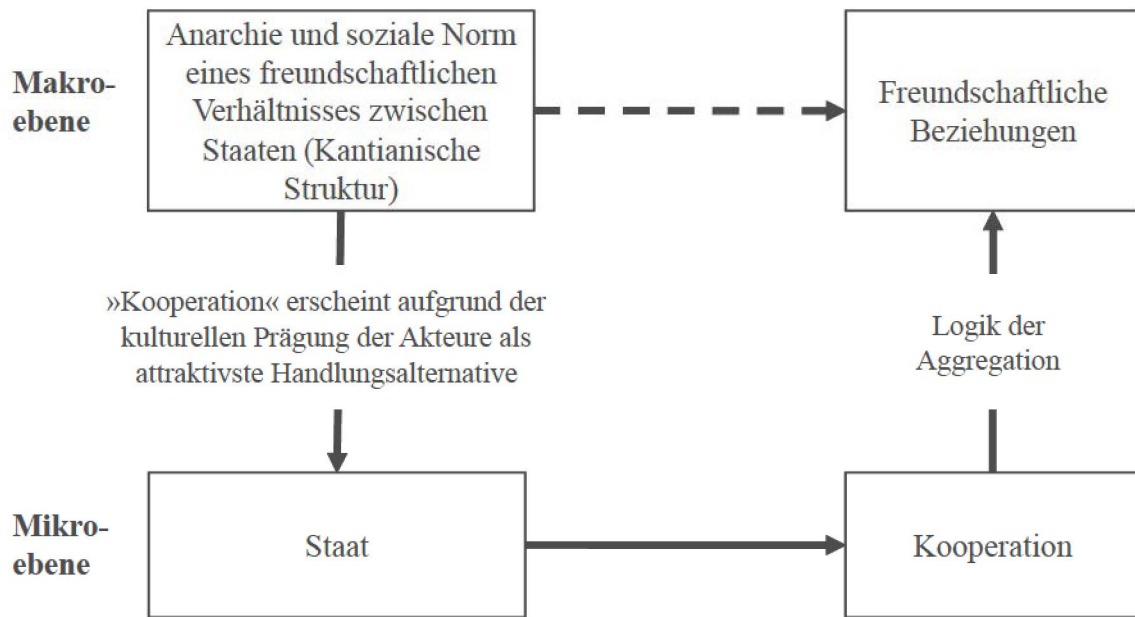 Makro-
ebene
Anarchie und soziale Norm
eines freundschaftlichen
Verhältnisses zwischen
Staaten (Kantianische
Struktur)
Freundschaftliche
Beziehungen
»Kooperation« erscheint aufgrund der
kulturellen Prägung der Akteure als
attraktivste Handlungsalternative
Logik der
Aggregation
Mikro-
ebene
Staat
Kooperation